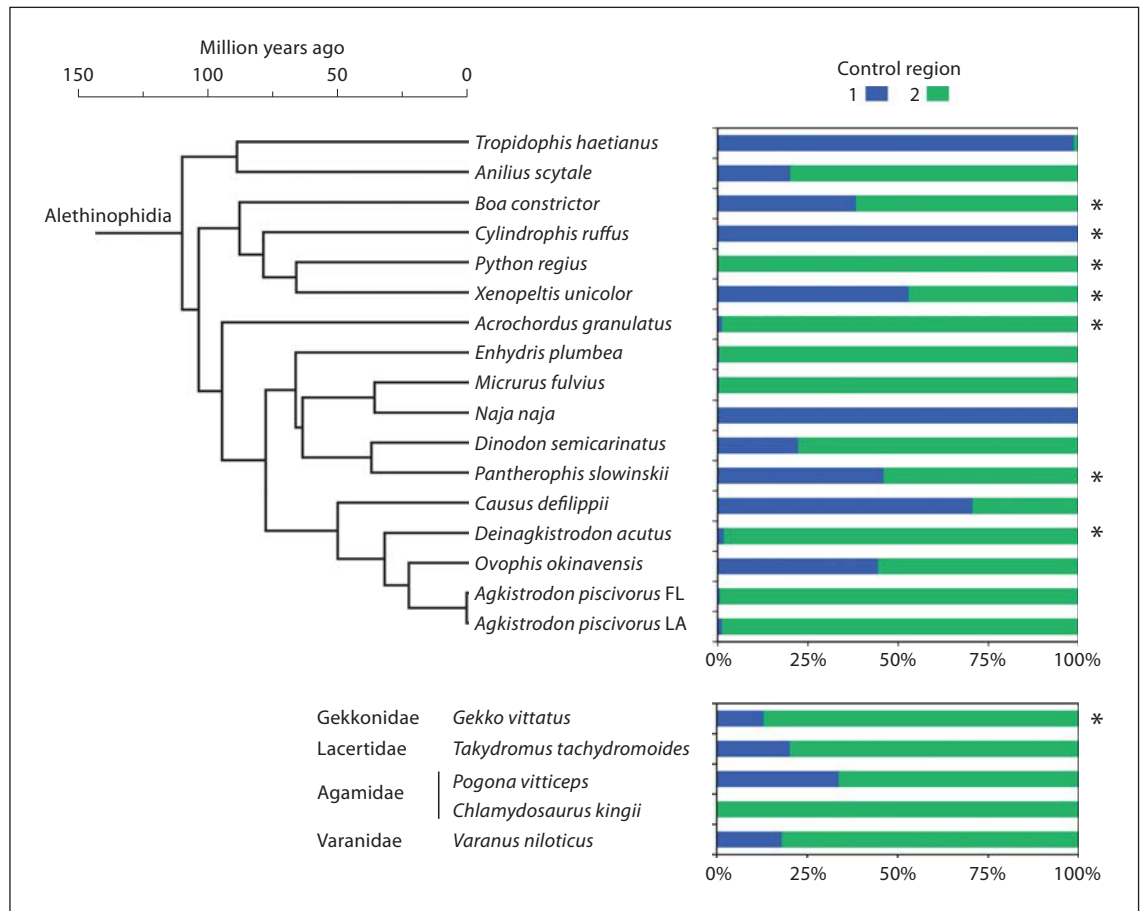 Million years ago
150 100 50 0
Control region
1 2
Alethinophidia
Tropidophis haetianus
Anilius scytale
Boa constrictor *
Cylindrophis ruffus *
Python regius *
Xenopeltis unicolor *
Acrochordus granulatus *
Enhydris plumbea
Micrurus fulvius
Naja naja
Dinodon semicarinatus
Pantherophis slowinskii *
Causus defilippii
Deinagkistrodon acutus *
Ovophis okinavensis
Agkistrodon piscivorus FL
Agkistrodon piscivorus LA
0% 25% 50% 75% 100%
Gekkonidae Gekko vittatus *
Lacertidae Takydromus tachydromoides
Agamidae Pogona vitticeps
Chlamydosaurus kingii
Varanidae Varanus niloticus
0% 25% 50% 75% 100%